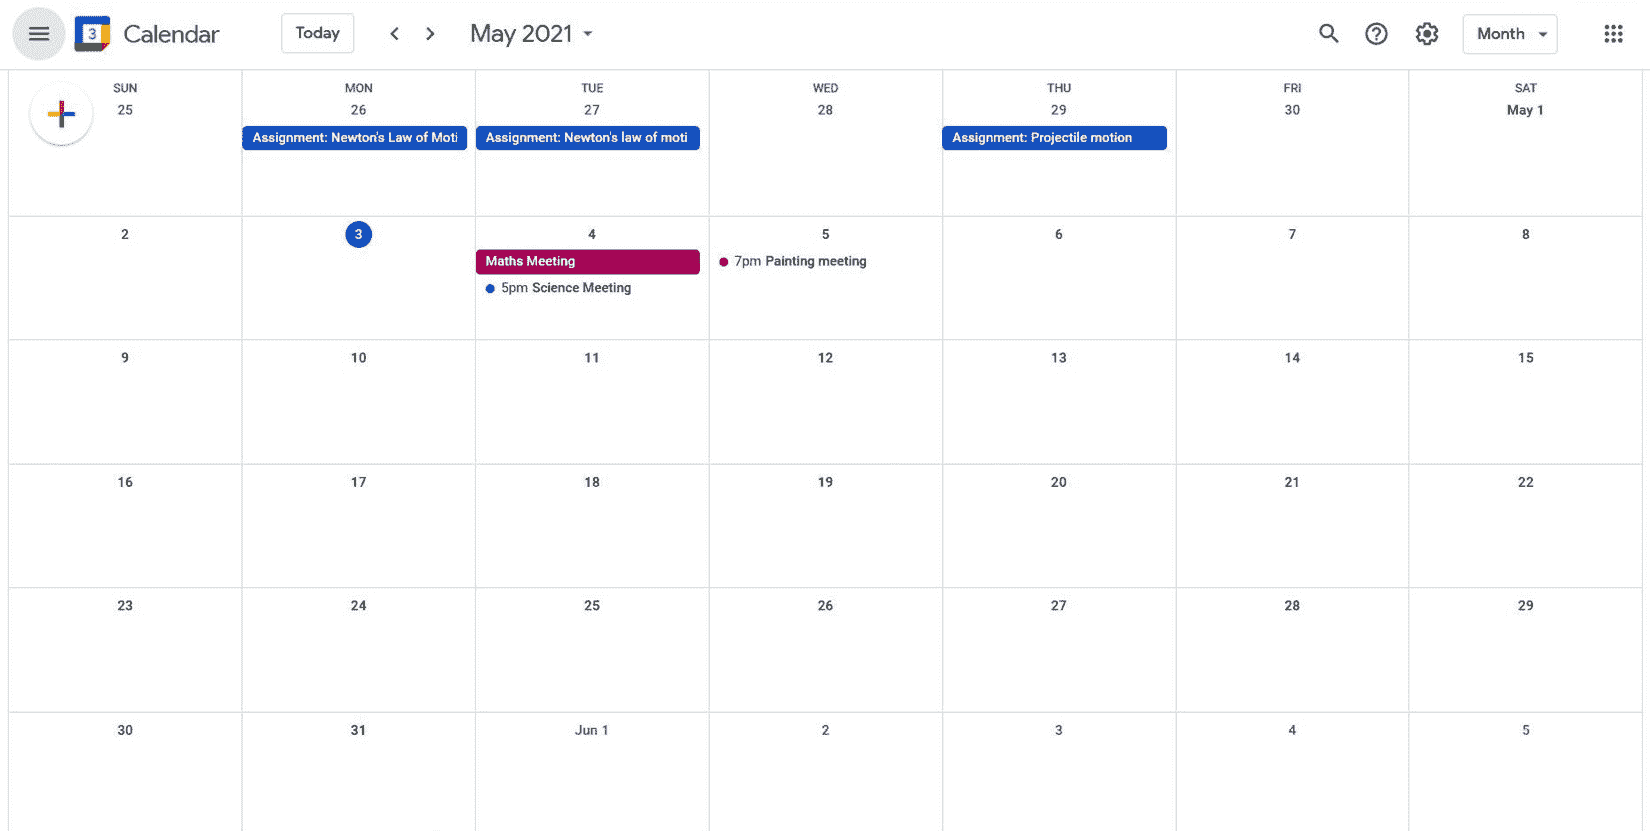 3 Calendar Today May 2021 Month
SUN MON TUE WED THU FRI SAT
25 26 27 28 29 30 May 1
Assignment: Newton's Law of Moti Assignment: Newton's law of moti Assignment: Projectile motion
2 3 4 5 6 7 8
Maths Meeting 7pm Painting meeting
5pm Science Meeting
9 10 11 12 13 14 15
16 17 18 19 20 21 22
23 24 25 26 27 28 29
30 31 Jun 1 2 3 4 5